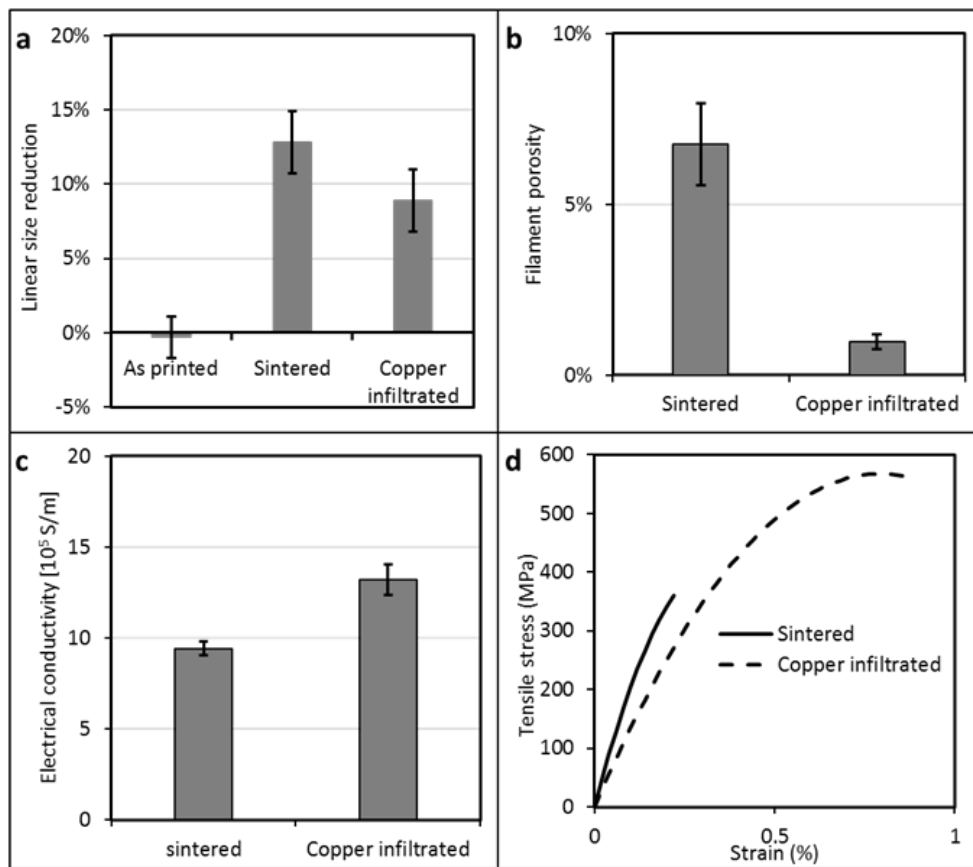 a
20%
15%
10%
5%
0%
-5%
Linear size reduction
As printed
Sintered
Copper
infiltrated
b
10%
5%
0%
Filament porosity
Sintered
Copper infiltrated
c
20
15
10
5
0
Electrical conductivity [10⁵ S/m]
sintered
Copper infiltrated
d
600
500
400
300
200
100
0
Tensile stress (MPa)
Sintered
Copper infiltrated
0
0.5
1
Strain (%)